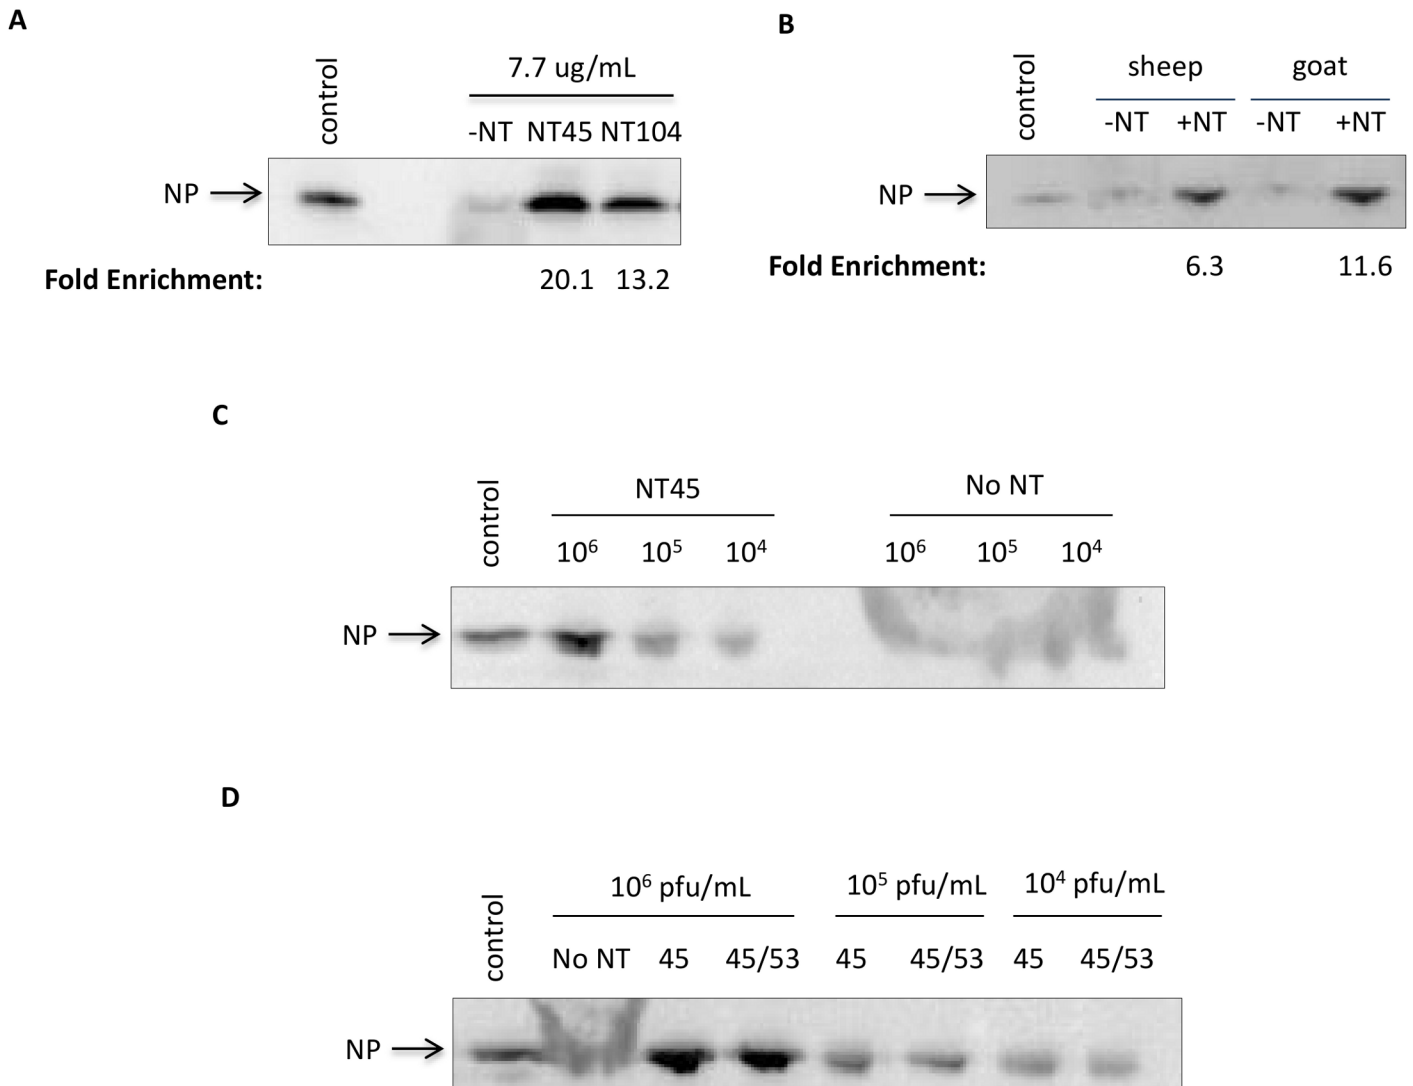 A
control
7.7 ug/mL
-NT NT45 NT104
NP
Fold Enrichment: 20.1 13.2
B
control
sheep goat
-NT +NT -NT +NT
NP
Fold Enrichment: 6.3 11.6
C
control
NT45 No NT
10⁶ 10⁵ 10⁴ 10⁶ 10⁵ 10⁴
NP
D
control
10⁶ pfu/mL 10⁵ pfu/mL 10⁴ pfu/mL
No NT 45 45/53 45 45/53 45 45/53
NP